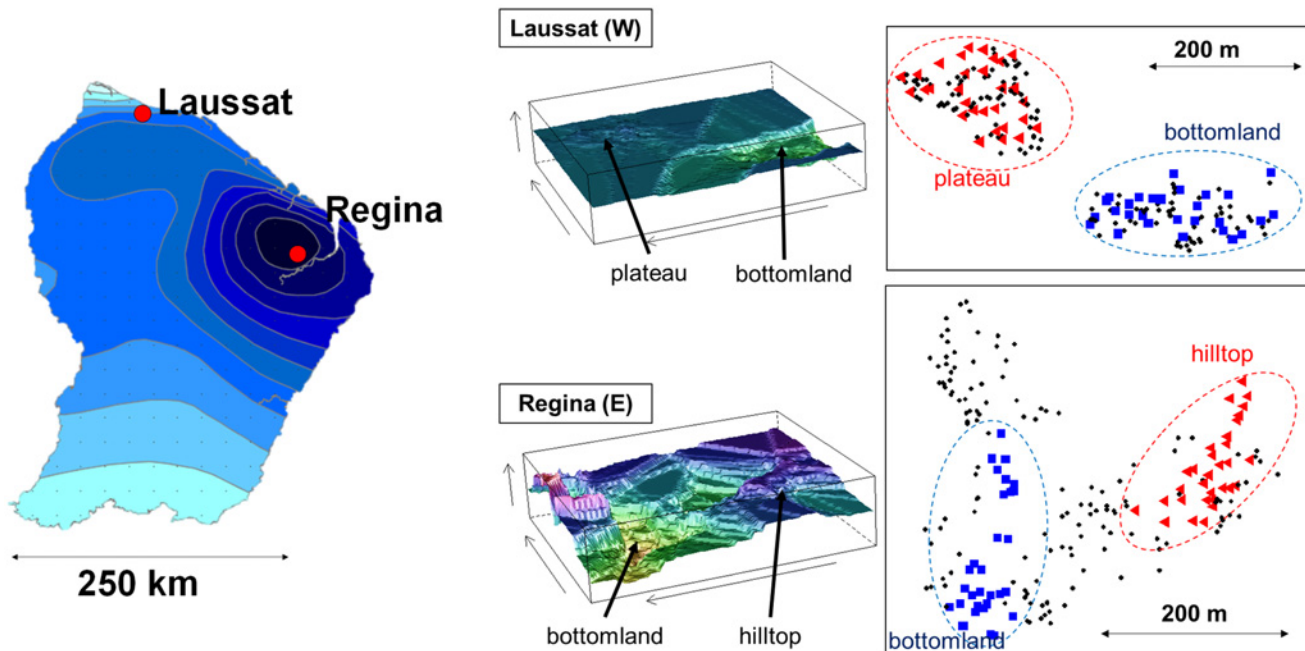 Laussat
Regina
250 km
Laussat (W)
plateau
bottomland
200 m
plateau
bottomland
Regina (E)
bottomland
hilltop
hilltop
bottomland
200 m